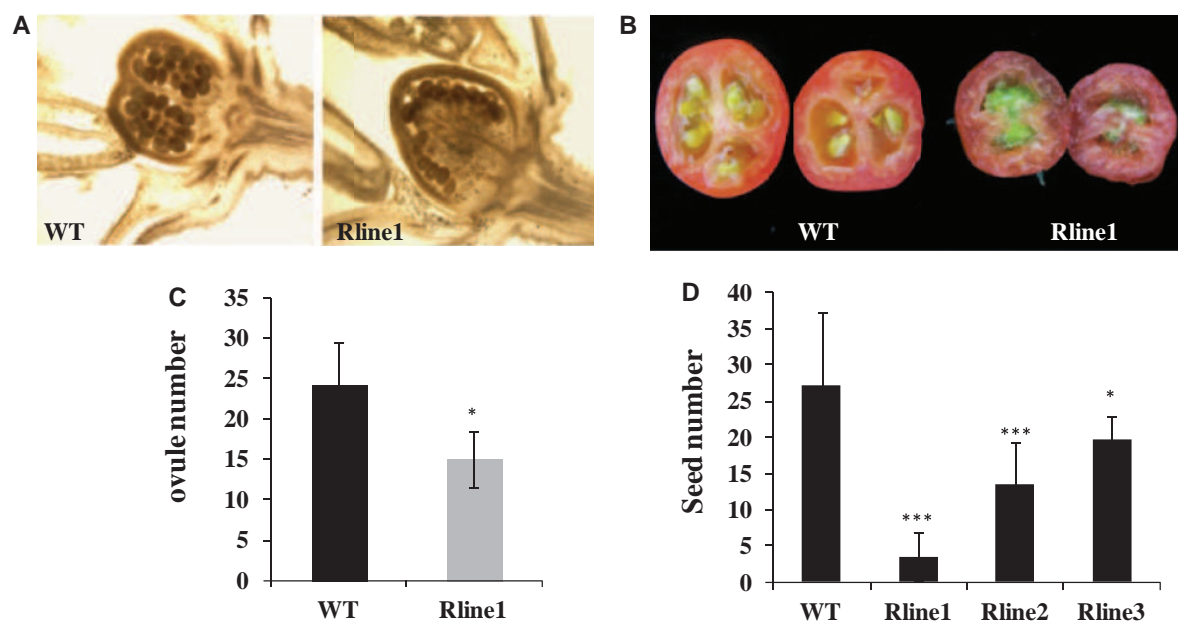 A
WT
Rline1
B
WT
Rline1
C
ovule number
35
30
25
20
15
10
5
0
*
WT
Rline1
D
Seed number
40
35
30
25
20
15
10
5
0
***
***
*
WT
Rline1
Rline2
Rline3